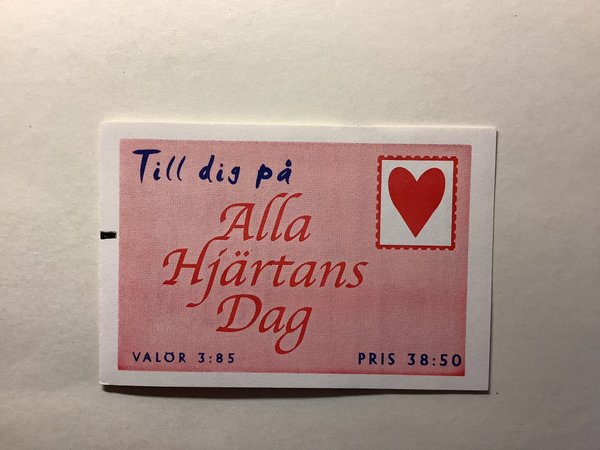 Till dig på
Alla
Hjärtans
Dag
VALÖR 3:85
PRIS 38:50